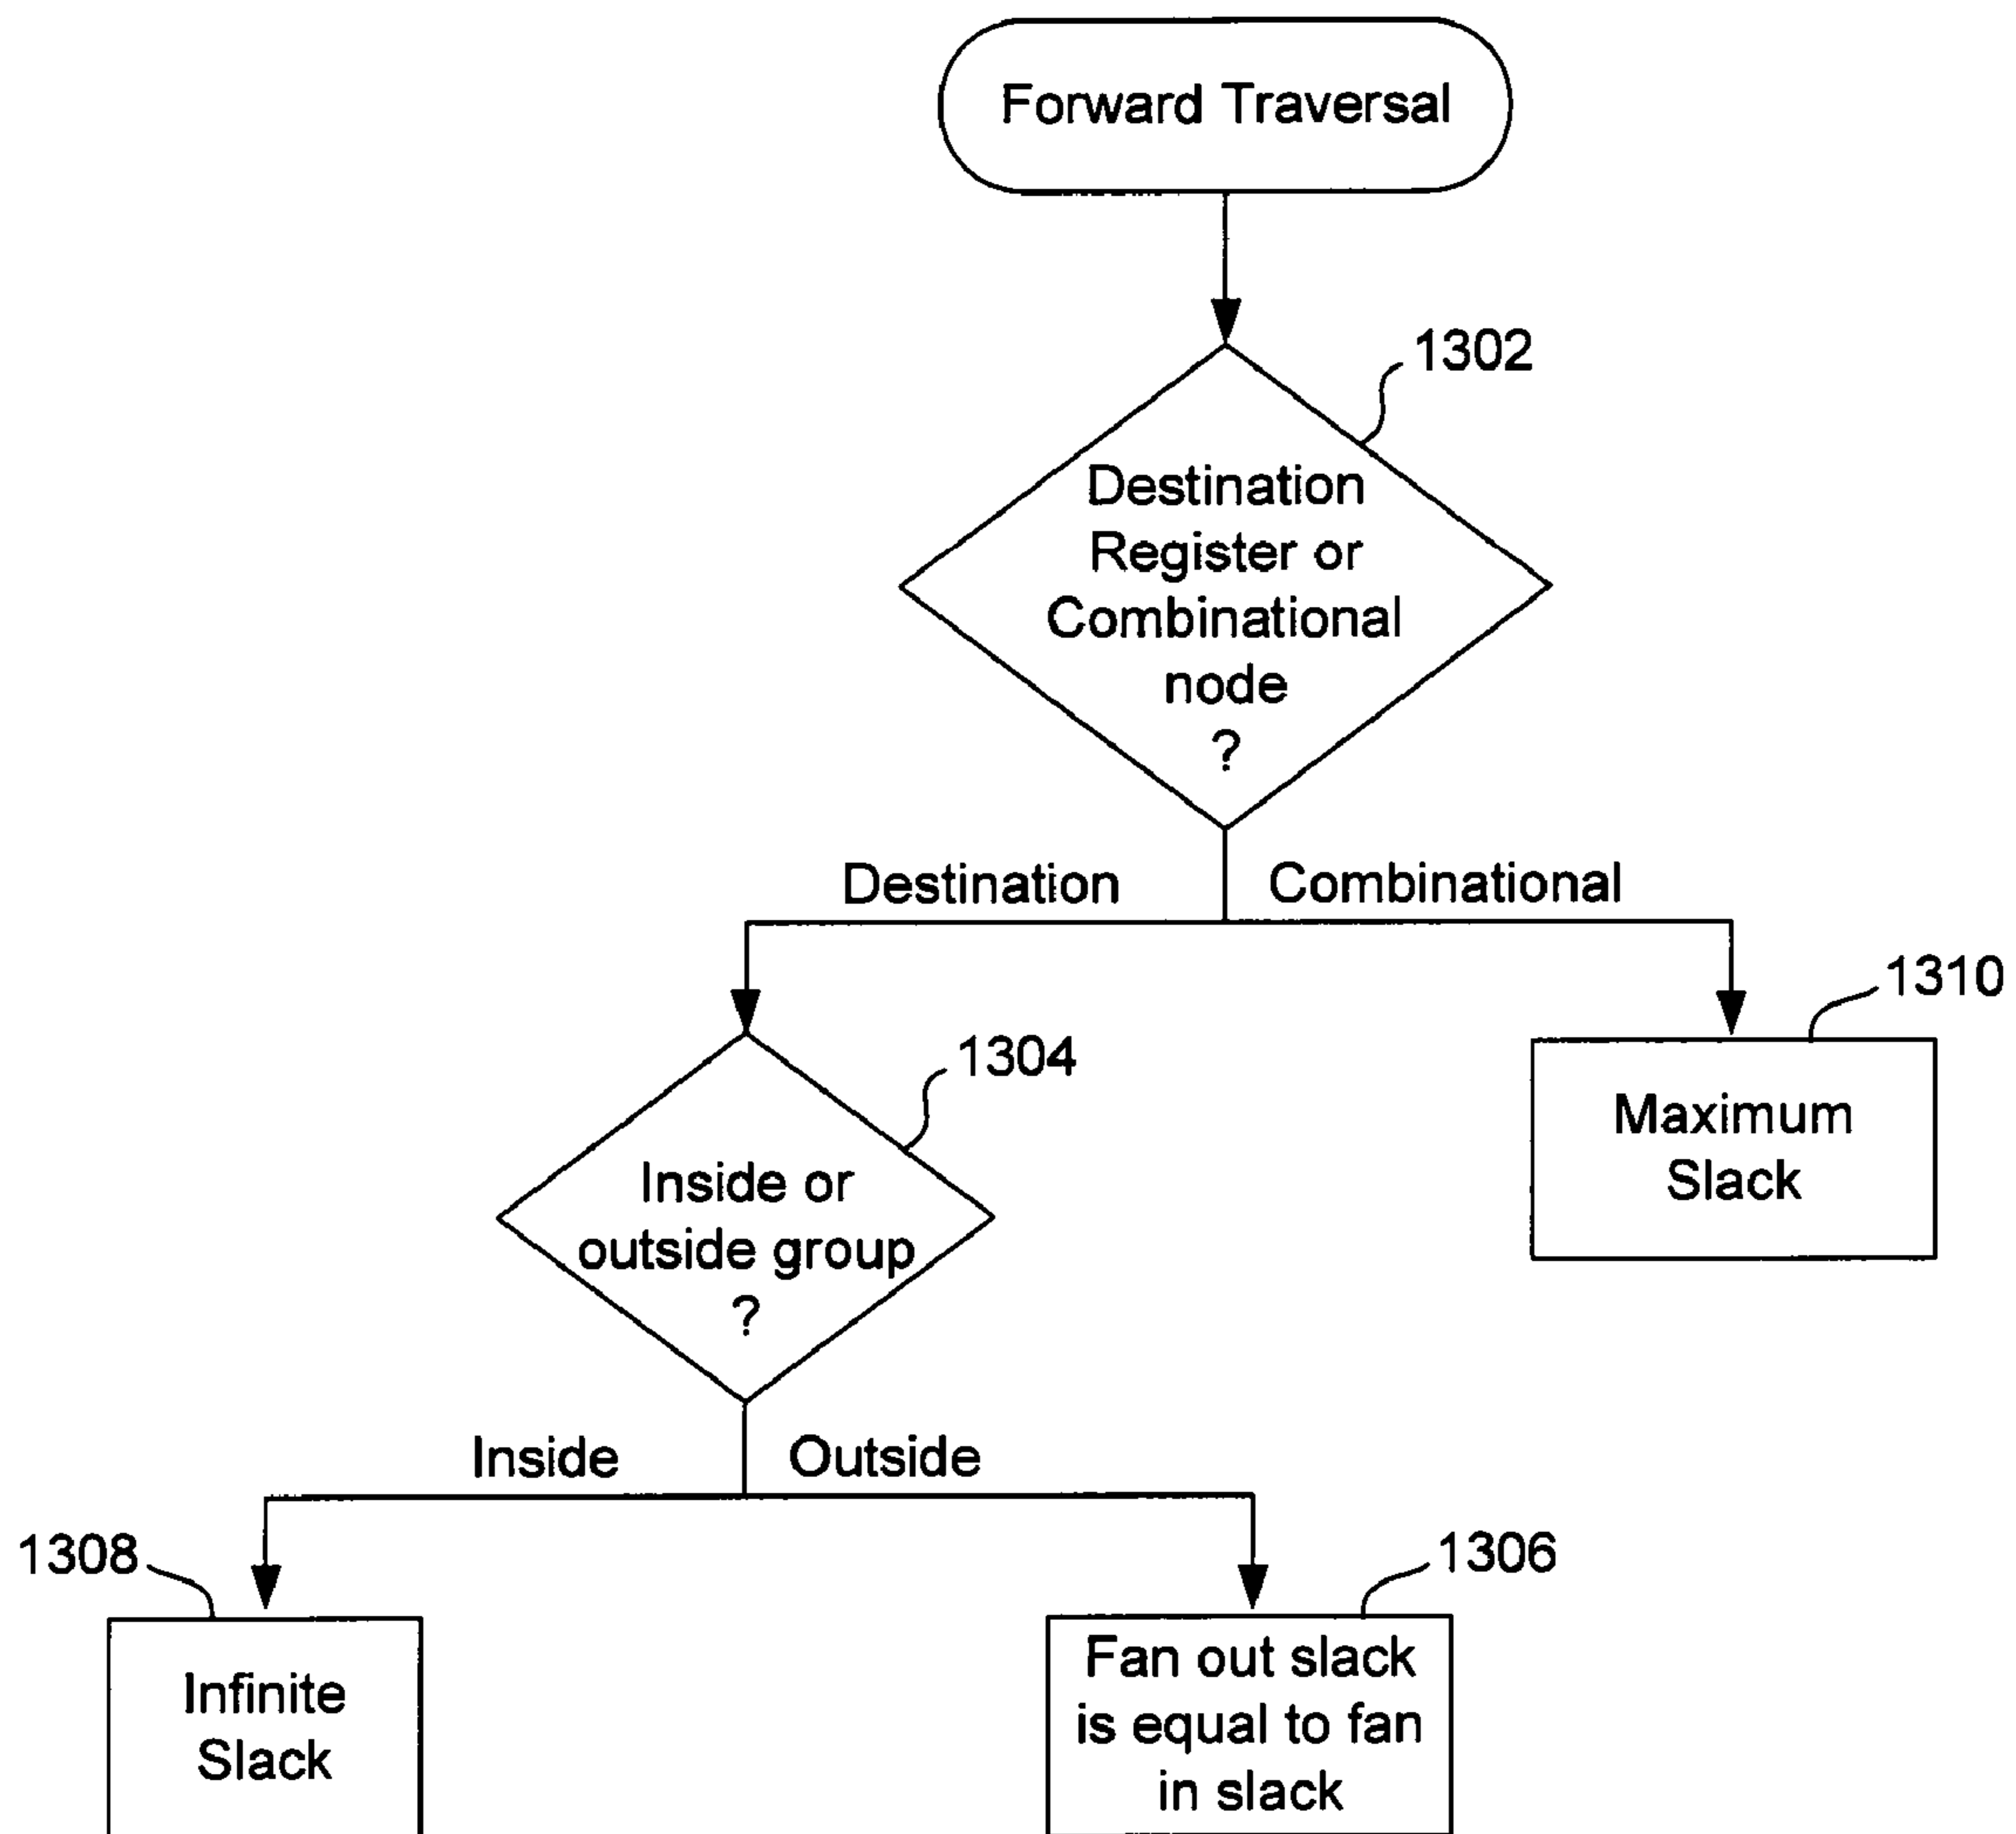 Forward Traversal
1302
Destination
Register or
Combinational
node
?
Destination
Combinational
1310
Maximum
Slack
1304
Inside or
outside group
?
Inside
Outside
1308
Infinite
Slack
1306
Fan out slack
is equal to fan
in slack